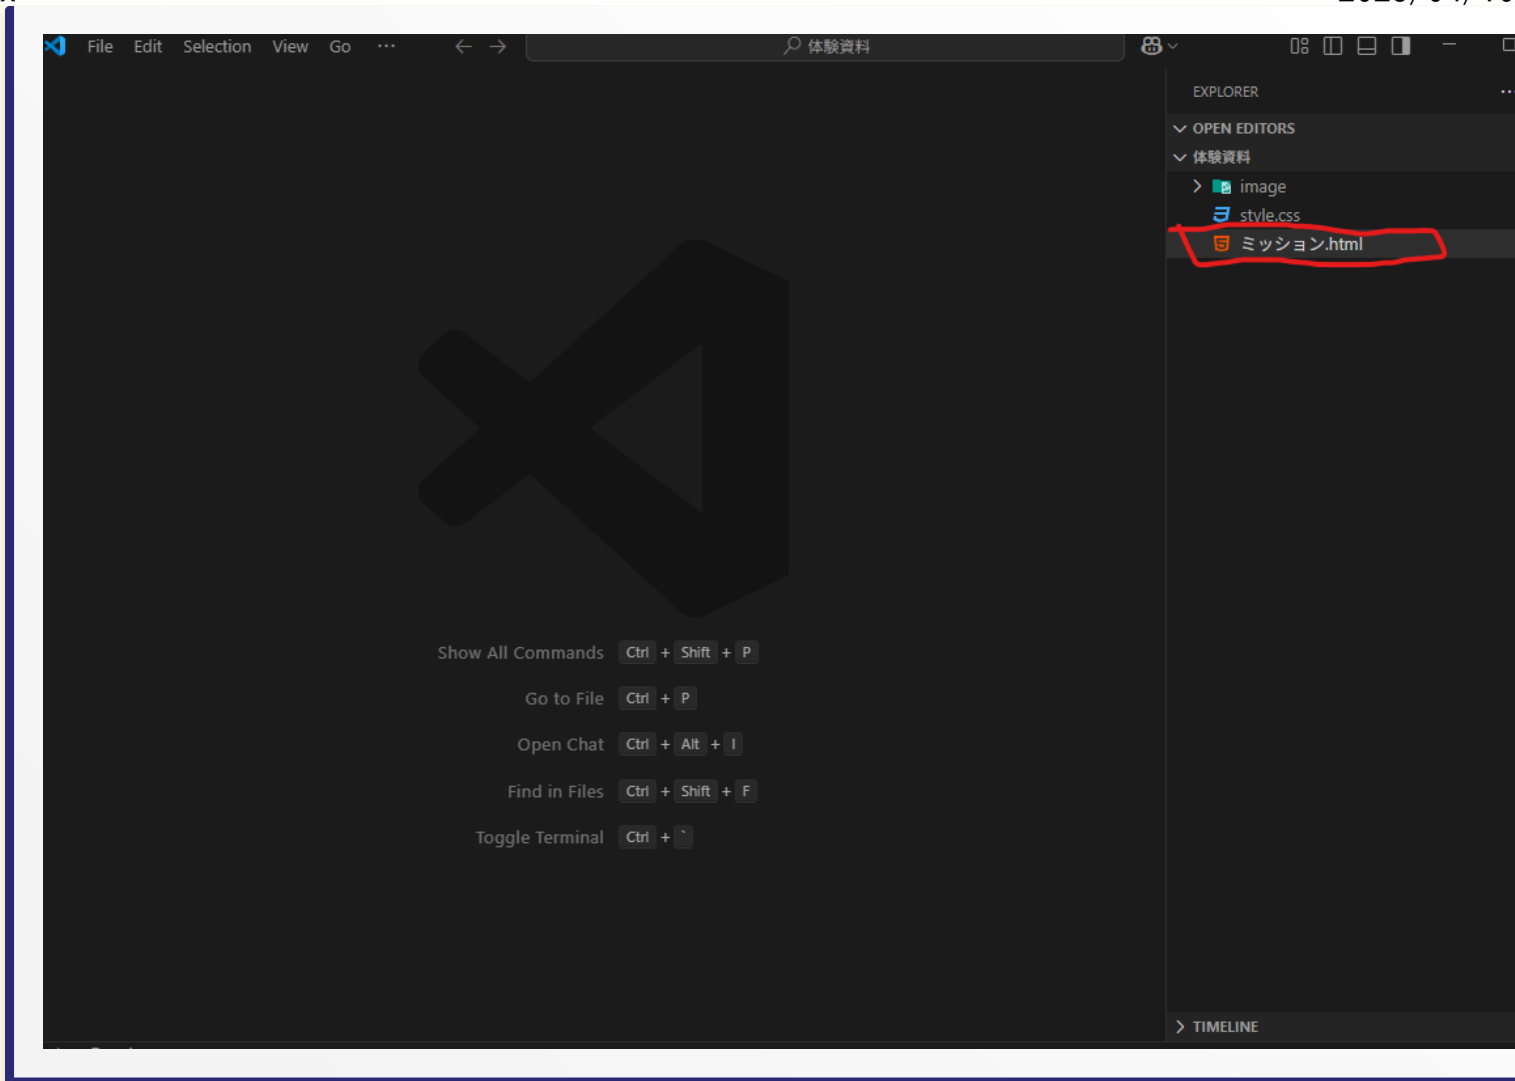 File Edit Selection View Go ··· ← → 体験資料
EXPLORER ···
OPEN EDITORS
体験資料
image
style.css
ミッション.html
Show All Commands Ctrl + Shift + P
Go to File Ctrl + P
Open Chat Ctrl + Alt + I
Find in Files Ctrl + Shift + F
Toggle Terminal Ctrl + `
TIMELINE